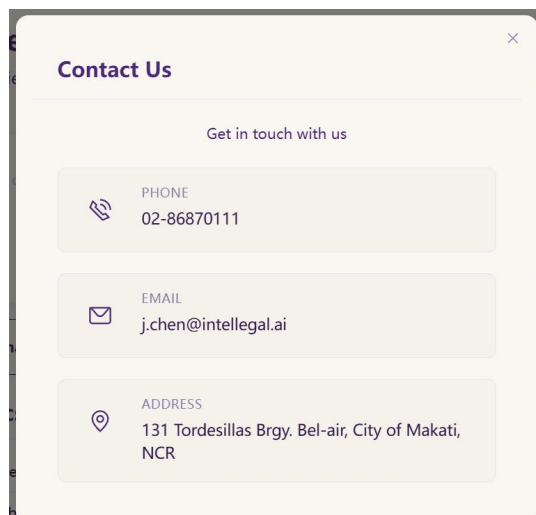 Contact Us
Get in touch with us
PHONE
02-86870111
EMAIL
j.chen@intellegal.ai
ADDRESS
131 Tordesillas Brgy. Bel-air, City of Makati,
NCR